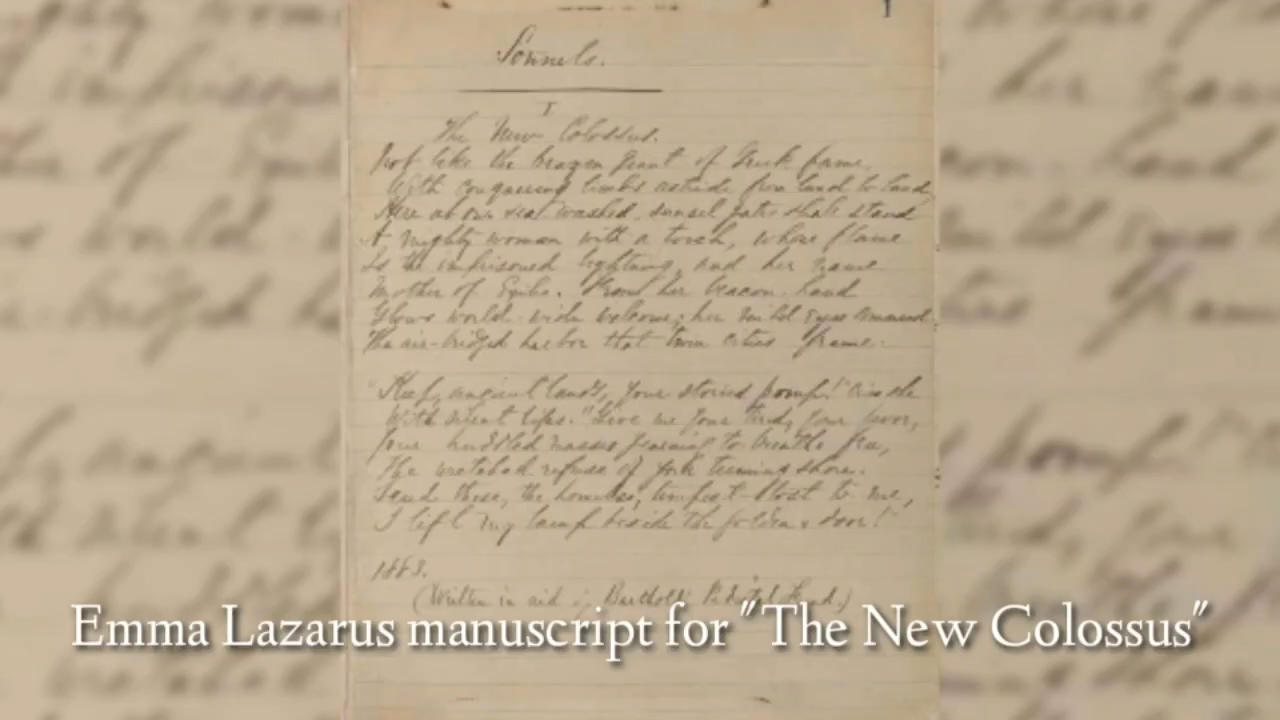 Sonnets.
I
The New Colossus.
Not like the brazen giant of Greek fame,
With conquering limbs astride from land to land,
Here at our sea-washed, sunset gates shall stand
A mighty woman with a torch, whose flame
Is the imprisoned lightning, and her name
Mother of Exiles. From her beacon-hand
Glows world-wide welcome; her mild eyes command
The air-bridged harbor that twin cities frame.
"Keep, ancient lands, your storied pomp!" cries she
With silent lips. "Give me your tired, your poor,
Your huddled masses yearning to breathe free,
The wretched refuse of your teeming shore.
Send these, the homeless, tempest-tost to me,
I lift my lamp beside the golden door!"
1883.
(Written in aid of Bartholdi Pedestal Fund.)
Emma Lazarus manuscript for "The New Colossus"